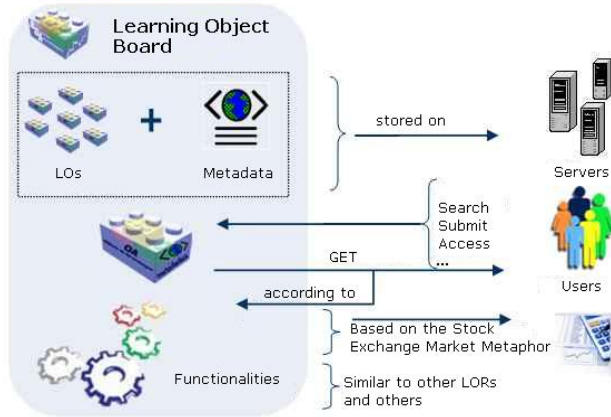 Learning Object
Board
LOs
+
Metadata
stored on
Servers
Search
Submit
Access
...
GET
Users
according to
Based on the Stock
Exchange Market Metaphor
Functionalities
Similar to other LORs
and others